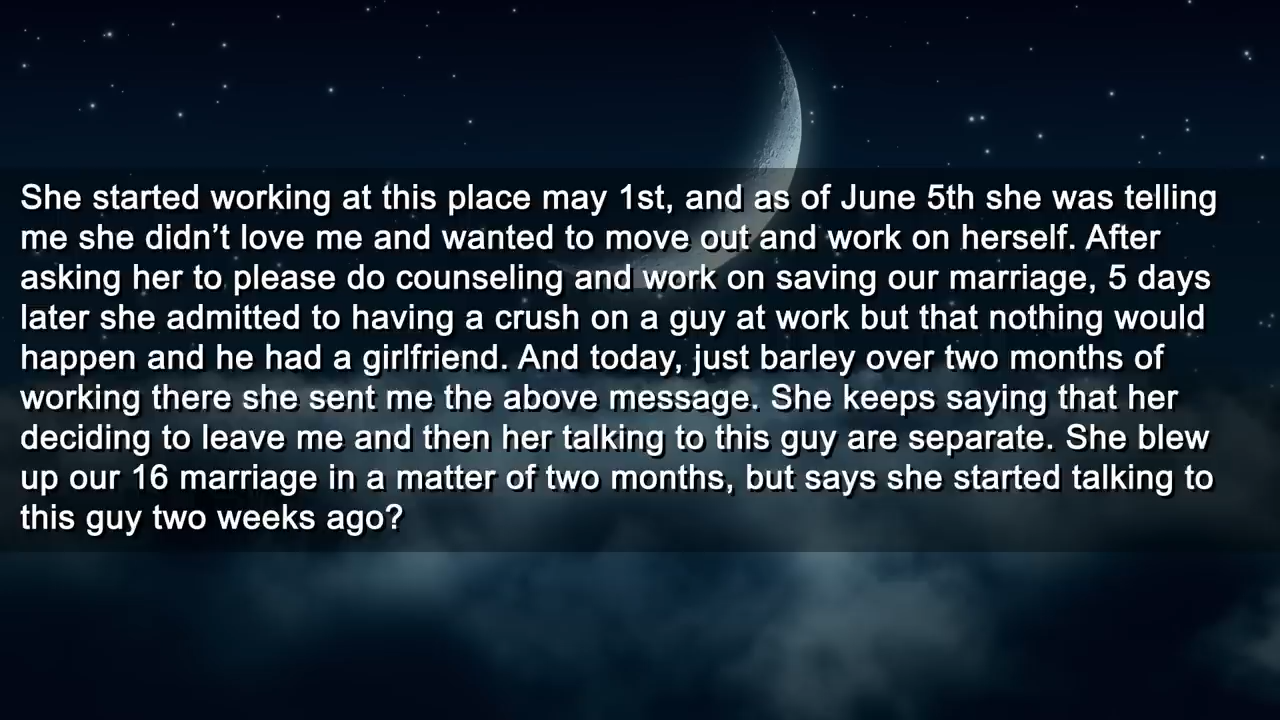 She started working at this place may 1st, and as of June 5th she was telling
me she didn’t love me and wanted to move out and work on herself. After
asking her to please do counseling and work on saving our marriage, 5 days
later she admitted to having a crush on a guy at work but that nothing would
happen and he had a girlfriend. And today, just barley over two months of
working there she sent me the above message. She keeps saying that her
deciding to leave me and then her talking to this guy are separate. She blew
up our 16 marriage in a matter of two months, but says she started talking to
this guy two weeks ago?